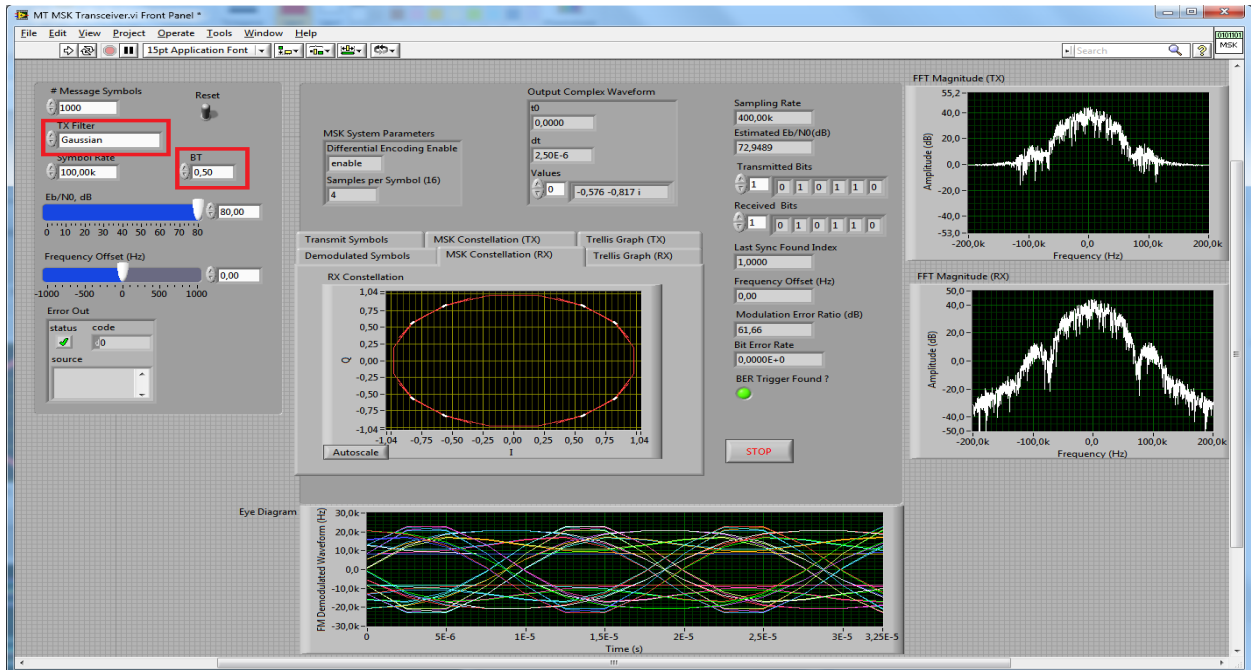 MT MSK Transceiver.vi Front Panel *
File Edit View Project Operate Tools Window Help
15pt Application Font
Search
0101101
MSK
# Message Symbols
1000
Reset
TX Filter
Gaussian
Symbol Rate
100,00k
BT
0,50
Eb/N0, dB
80,00
0 10 20 30 40 50 60 70 80
Frequency Offset (Hz)
0,00
-1000 -500 0 500 1000
Error Out
status code
0
source
MSK System Parameters
Differential Encoding Enable
enable
Samples per Symbol (16)
4
Output Complex Waveform
t0
0,0000
dt
2,50E-6
Values
0
-0,576 -0,817 i
Sampling Rate
400,00k
Estimated Eb/N0(dB)
72,9489
Transmitted Bits
1 0 1 0 1 1 0
Received Bits
1 0 1 0 1 1 0
Last Sync Found Index
1,0000
Frequency Offset (Hz)
0,00
Modulation Error Ratio (dB)
61,66
Bit Error Rate
0,0000E+0
BER Trigger Found ?
STOP
Transmit Symbols MSK Constellation (TX) Trellis Graph (TX)
Demodulated Symbols MSK Constellation (RX) Trellis Graph (RX)
RX Constellation
1,04
0,75
0,50
0,25
0,00
-0,25
-0,50
-0,75
-1,04
Q
-1,04 -0,75 -0,50 -0,25 0,00 0,25 0,50 0,75 1,04
I
Autoscale
FFT Magnitude (TX)
55,2
40,0
20,0
0,0
-20,0
-40,0
-53,0
Amplitude (dB)
-200,0k -100,0k 0,0 100,0k 200,0k
Frequency (Hz)
FFT Magnitude (RX)
50,0
40,0
20,0
0,0
-20,0
-40,0
-50,0
Amplitude (dB)
-200,0k -100,0k 0,0 100,0k 200,0k
Frequency (Hz)
Eye Diagram
FM Demodulated Waveform (Hz)
30,0k
20,0k
10,0k
0,0
-10,0k
-20,0k
-30,0k
0 5E-6 1E-5 1,5E-5 2E-5 2,5E-5 3E-5 3,25E-5
Time (s)